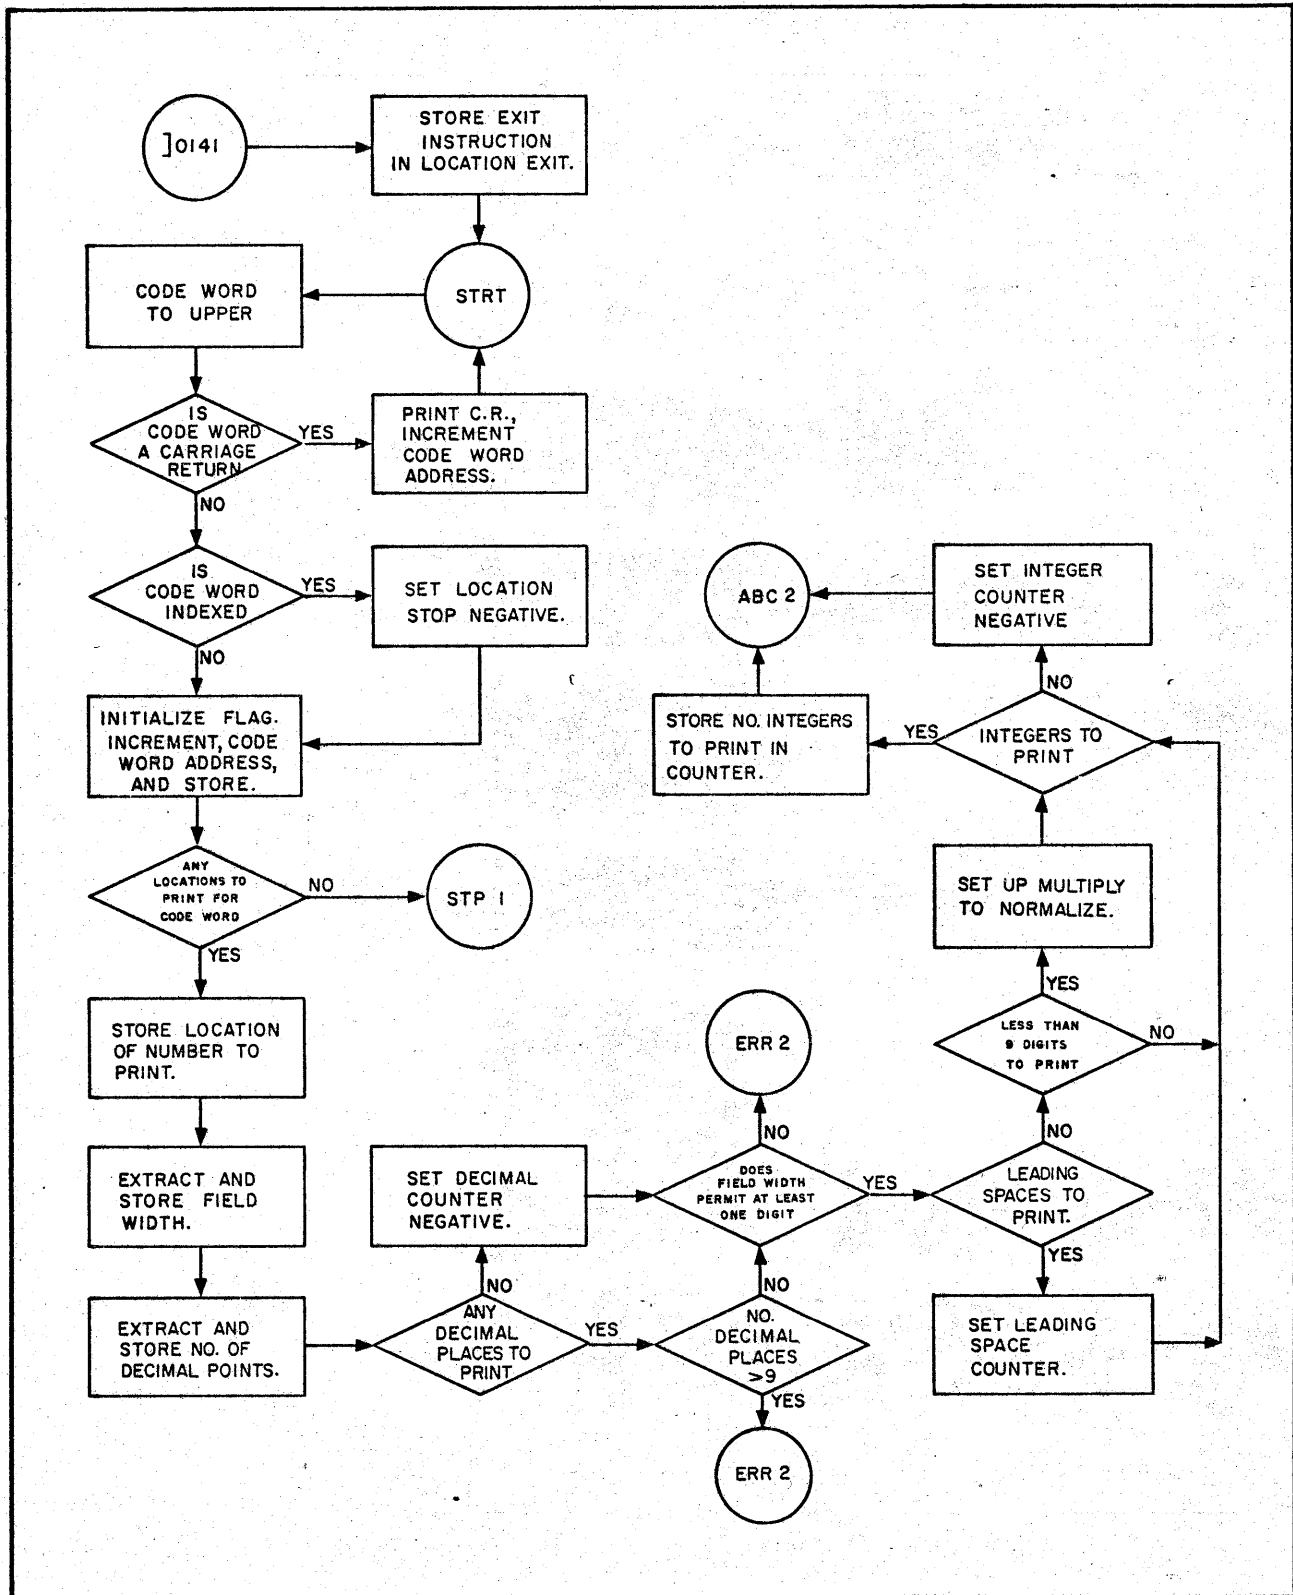 ]0141
STORE EXIT
INSTRUCTION
IN LOCATION EXIT.
STRT
CODE WORD
TO UPPER
IS
CODE WORD
A CARRIAGE
RETURN
YES
PRINT C.R.,
INCREMENT
CODE WORD
ADDRESS.
NO
IS
CODE WORD
INDEXED
YES
SET LOCATION
STOP NEGATIVE.
NO
INITIALIZE FLAG.
INCREMENT, CODE
WORD ADDRESS,
AND STORE.
ANY
LOCATIONS TO
PRINT FOR
CODE WORD
NO
STP 1
YES
STORE LOCATION
OF NUMBER TO
PRINT.
EXTRACT AND
STORE FIELD
WIDTH.
EXTRACT AND
STORE NO. OF
DECIMAL POINTS.
ANY
DECIMAL
PLACES TO
PRINT
NO
SET DECIMAL
COUNTER
NEGATIVE.
YES
NO.
DECIMAL
PLACES
>9
YES
ERR 2
NO
DOES
FIELD WIDTH
PERMIT AT LEAST
ONE DIGIT
NO
ERR 2
YES
LEADING
SPACES TO
PRINT.
YES
SET LEADING
SPACE
COUNTER.
NO
LESS THAN
9 DIGITS
TO PRINT
NO
YES
SET UP MULTIPLY
TO NORMALIZE.
INTEGERS TO
PRINT
YES
STORE NO. INTEGERS
TO PRINT IN
COUNTER.
NO
SET INTEGER
COUNTER
NEGATIVE
ABC 2